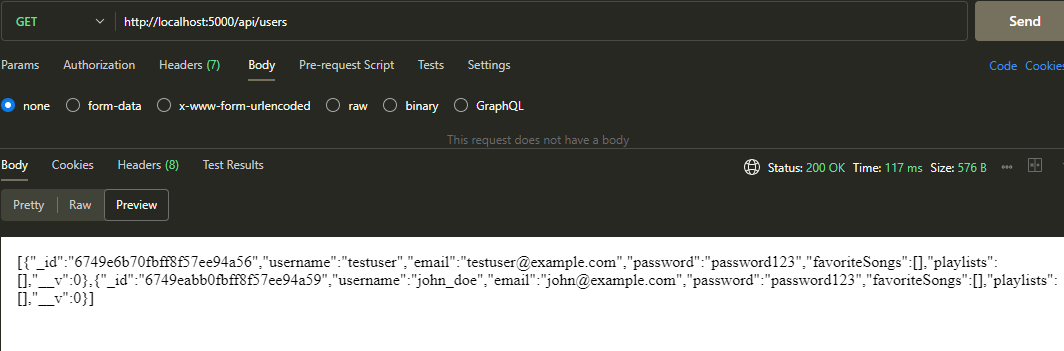 GET http://localhost:5000/api/users Send
Params Authorization Headers (7) Body Pre-request Script Tests Settings Code Cookies
none form-data x-www-form-urlencoded raw binary GraphQL
This request does not have a body
Body Cookies Headers (8) Test Results Status: 200 OK Time: 117 ms Size: 576 B
Pretty Raw Preview
[{"_id":"6749e6b70fbff8f57ee94a56","username":"testuser","email":"testuser@example.com","password":"password123","favoriteSongs":[],"playlists":
[],"__v":0},{"_id":"6749eabb0fbff8f57ee94a59","username":"john_doe","email":"john@example.com","password":"password123","favoriteSongs":[],"playlists":
[],"__v":0}]